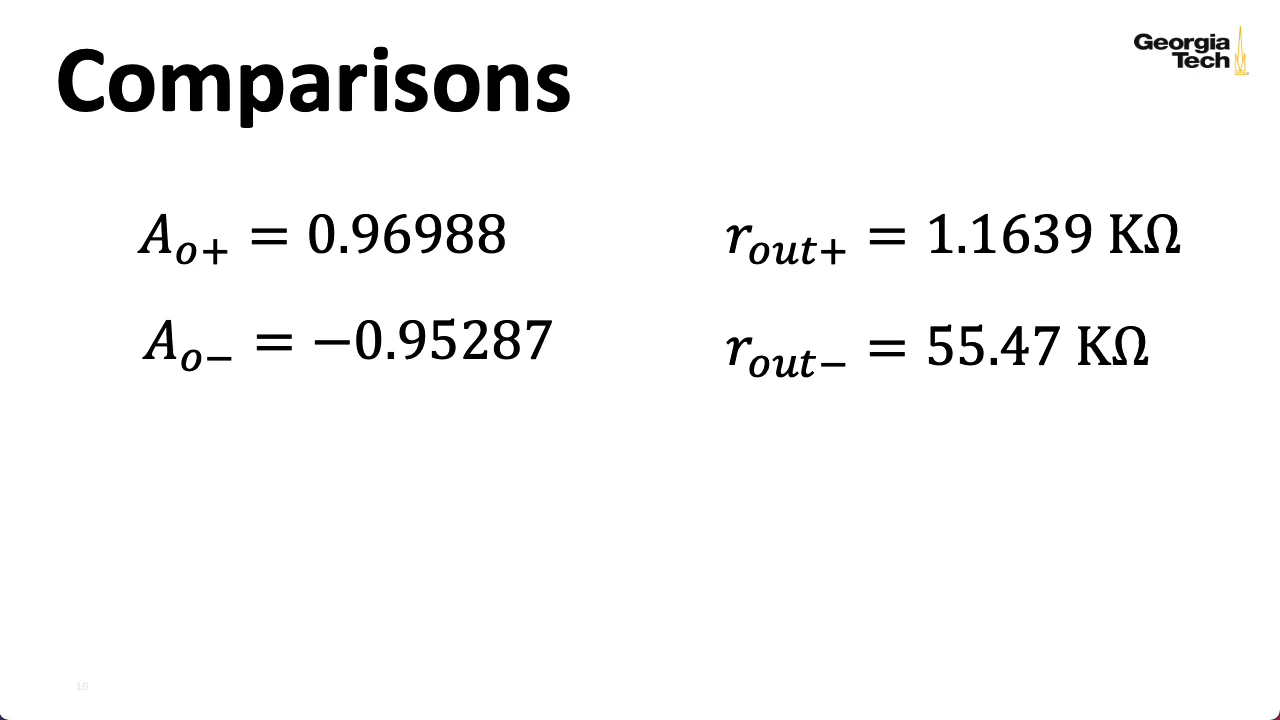 Comparisons
Georgia
Tech
A_{o+} = 0.96988
r_{out+} = 1.1639 KΩ
A_{o−} = −0.95287
r_{out−} = 55.47 KΩ
16